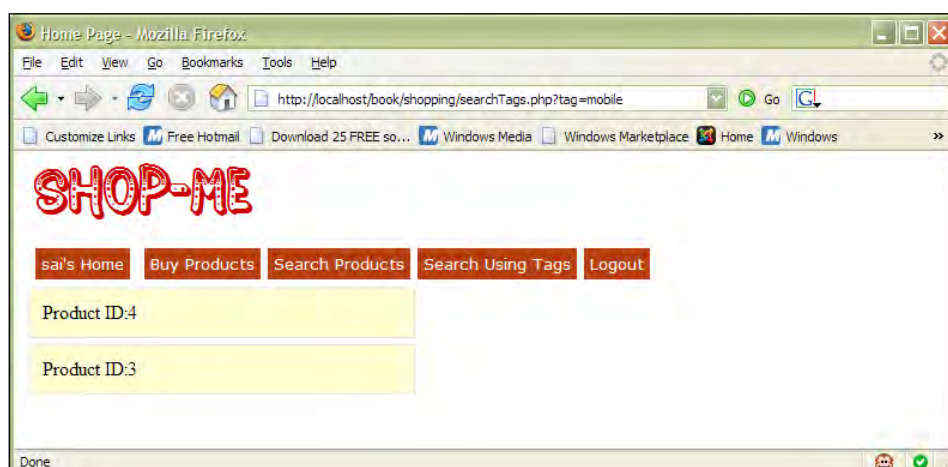 Home Page - Mozilla Firefox
File Edit View Go Bookmarks Tools Help
http://localhost/book/shopping/searchTags.php?tag=mobile Go G
Customize Links Free Hotmail Download 25 FREE so... Windows Media Windows Marketplace Home Windows »
SHOP-ME
sai's Home Buy Products Search Products Search Using Tags Logout
Product ID:4
Product ID:3
Done